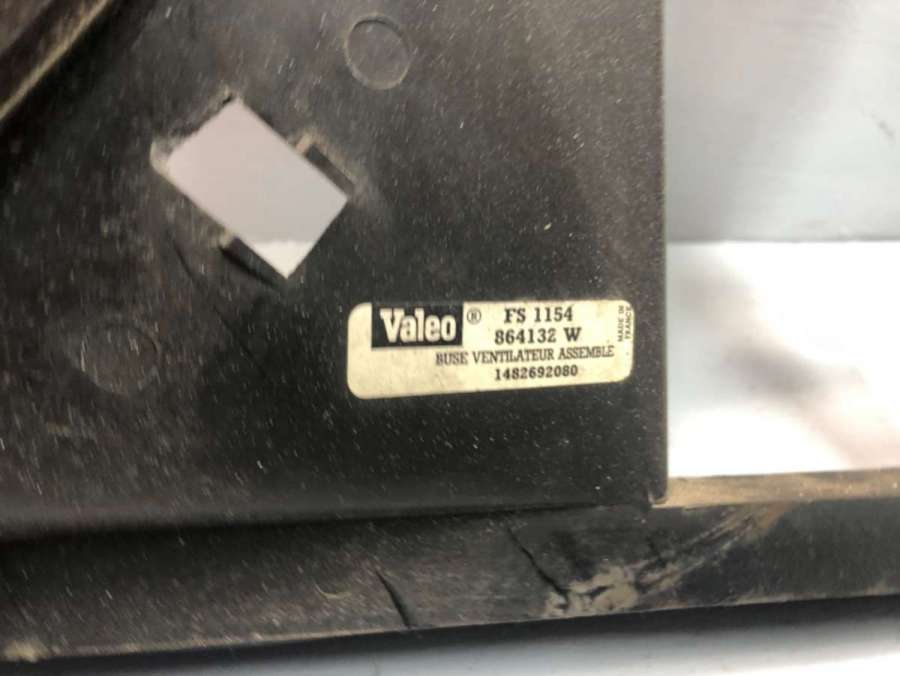 Valeo® FS 1154
864132 W
BUSE VENTILATEUR ASSEMBLE
1482692080
MADE IN
FRANCE